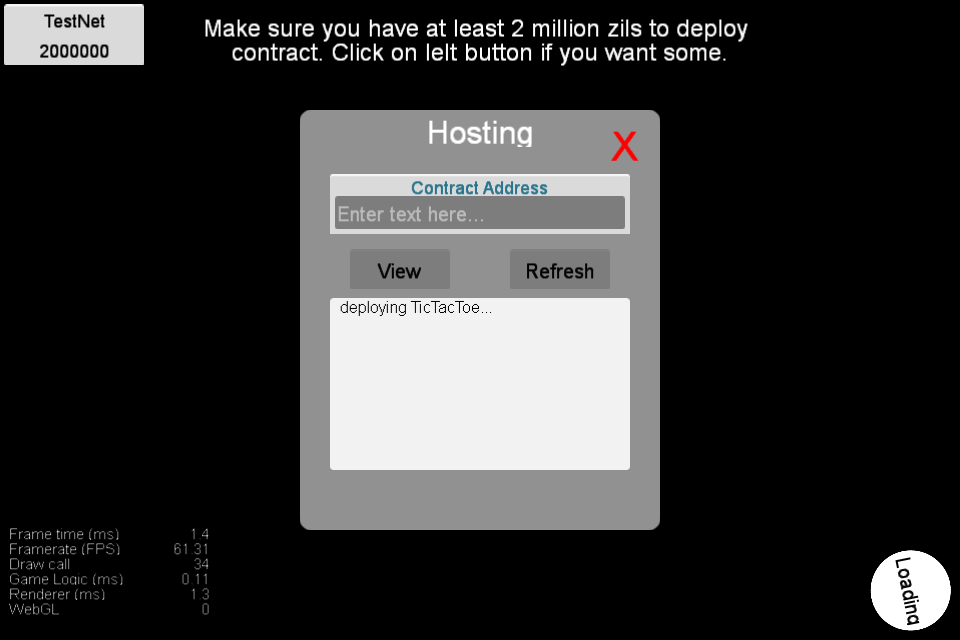 TestNet
2000000
Make sure you have at least 2 million zils to deploy
contract. Click on lelt button if you want some.
Hosting
X
Contract Address
Enter text here...
View
Refresh
deploying TicTacToe...
Frame time (ms) 1.4
Framerate (FPS) 61.31
Draw call 34
Game Logic (ms) 0.11
Renderer (ms) 1.3
WebGL 0
Loading